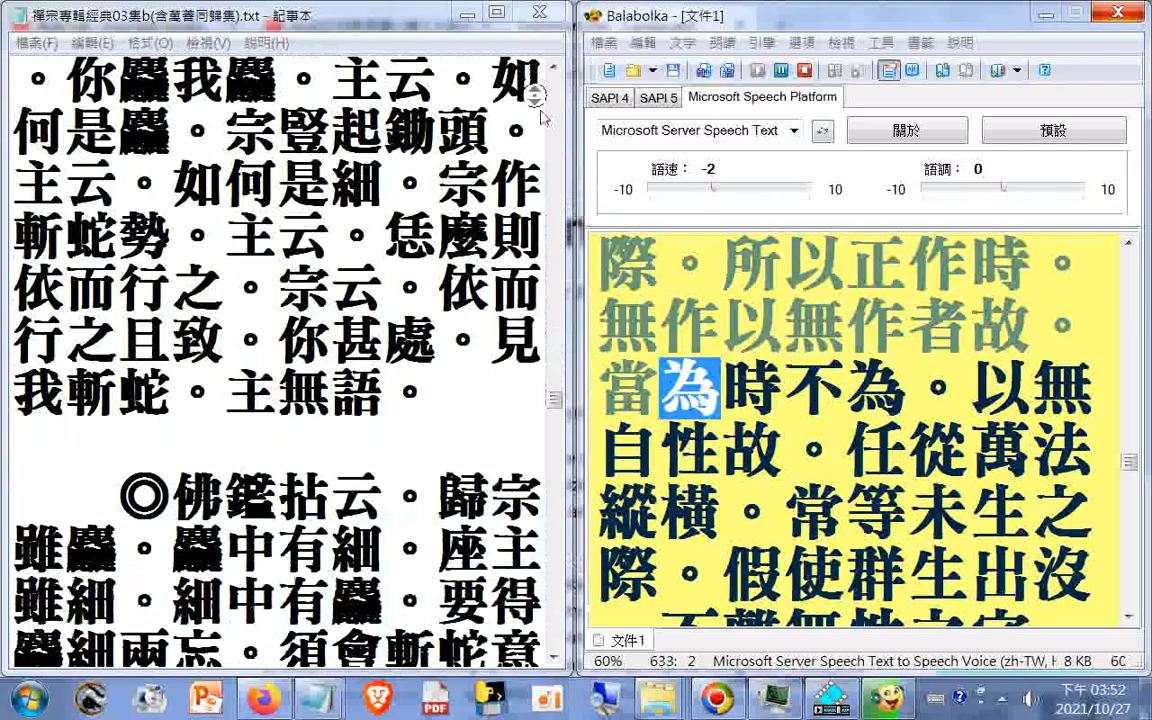 禪宗專輯經典03集b(含萬善同歸集).txt - 記事本
檔案(F) 編輯(E) 格式(O) 檢視(V) 說明(H)
。你麤我麤。主云。如
何是麤。宗豎起鋤頭。
主云。如何是細。宗作
斬蛇勢。主云。恁麼則
依而行之。宗云。依而
行之且致。你甚處。見
我斬蛇。主無語。
◎佛鑑拈云。歸宗
雖麤。麤中有細。座主
雖細。細中有麤。要得
麤細兩忘。須會斬蛇意
Balabolka - [文件1]
檔案 編輯 文字 朗讀 引擎 選項 檢視 工具 書籤 說明
SAPI 4 SAPI 5 Microsoft Speech Platform
Microsoft Server Speech Text 關於 預設
語速： -2 語調： 0
-10 10 -10 10
際。所以正作時。
無作以無作者故。
當為時不為。以無
自性故。任從萬法
縱橫。常等未生之
際。假使群生出沒
文件1
60% 633: 2 Microsoft Server Speech Text to Speech Voice (zh-TW, 8 KB
PDF
下午 03:52
2021/10/27